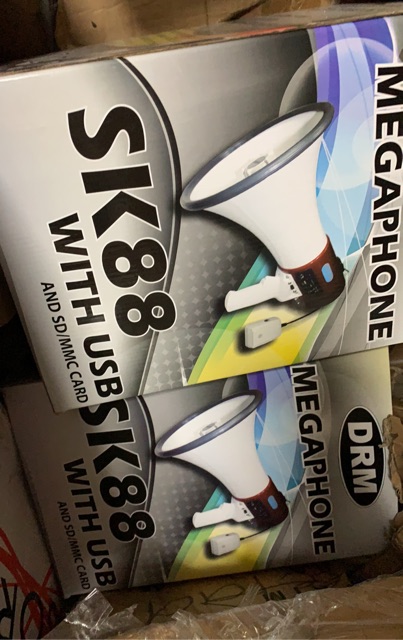 MEGAPHONE
SK88
WITH USB
AND SD/MMC CARD
DRM
MEGAPHONE
SK88
WITH USB
AND SD/MMC CARD